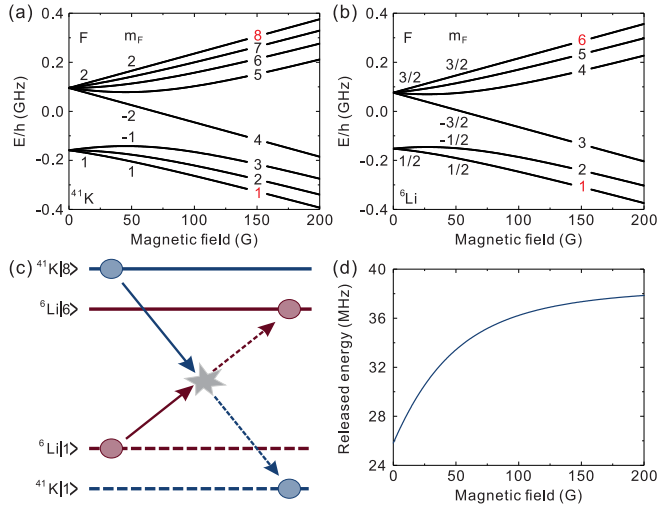 (a)
0.4
0.2
0.0
-0.2
-0.4
E/h (GHz)
F
m_F
2
2
1
-2
-1
1
8
7
6
5
4
3
2
1
⁴¹K
0 50 100 150 200
Magnetic field (G)
(b)
0.4
0.2
0.0
-0.2
-0.4
E/h (GHz)
F
m_F
3/2
3/2
-3/2
-1/2
1/2
1/2
6
5
4
3
2
1
⁶Li
0 50 100 150 200
Magnetic field (G)
(c)
⁴¹K|8>
⁶Li|6>
⁶Li|1>
⁴¹K|1>
(d)
40
36
32
28
24
Released energy (MHz)
0 50 100 150 200
Magnetic field (G)